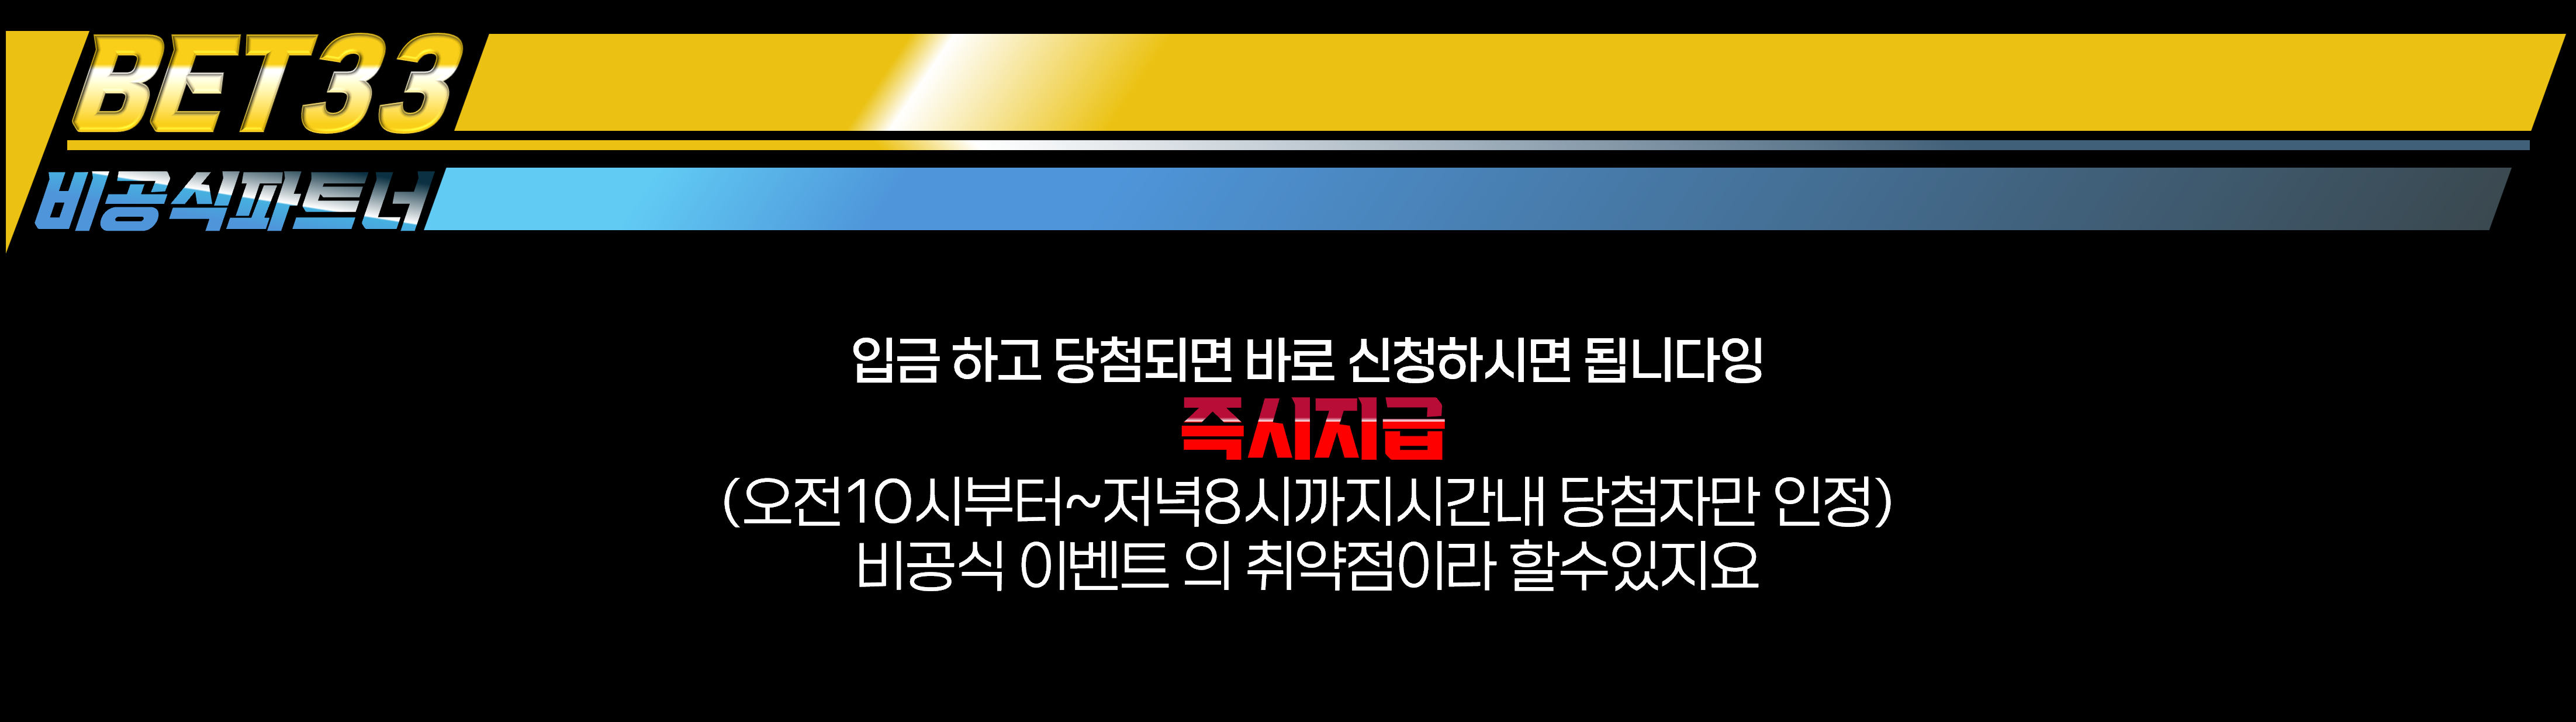 BET33
비공식파트너
입금 하고 당첨되면 바로 신청하시면 됩니다잉
즉시지급
(오전10시부터~저녁8시까지시간내 당첨자만 인정)
비공식 이벤트 의 취약점이라 할수있지요